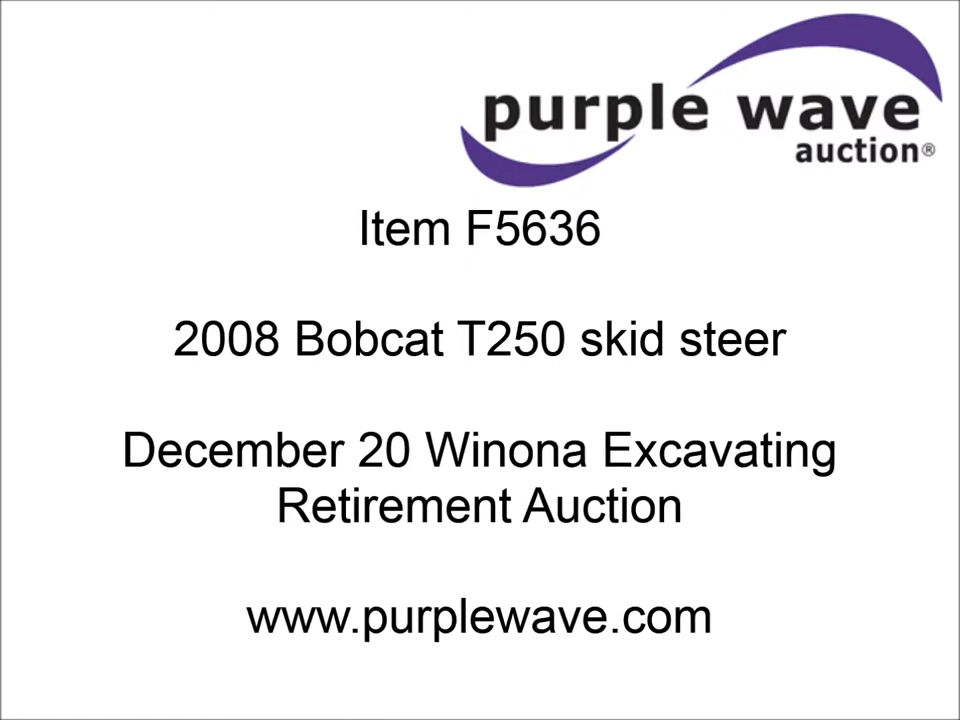 purple wave
auction®
Item F5636
2008 Bobcat T250 skid steer
December 20 Winona Excavating
Retirement Auction
www.purplewave.com